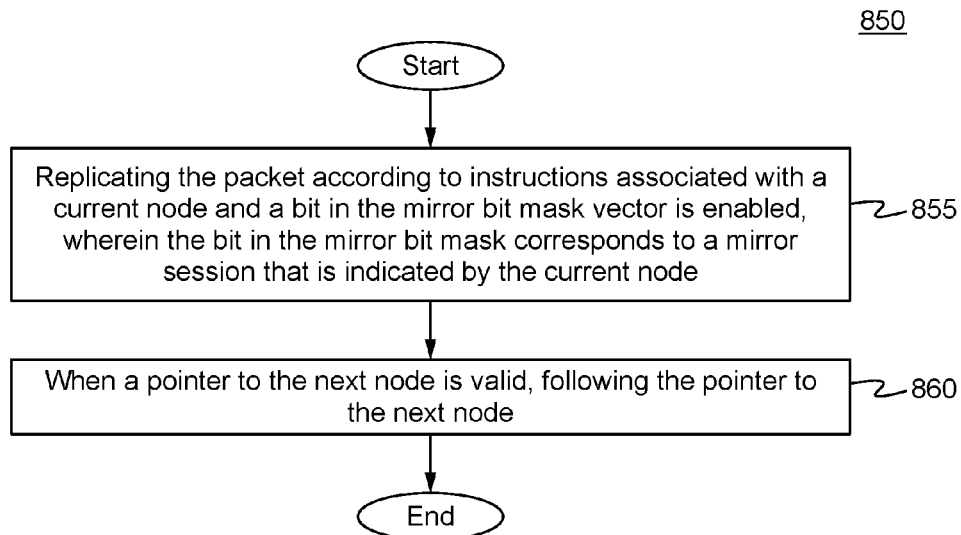 850
Start
Replicating the packet according to instructions associated with a
current node and a bit in the mirror bit mask vector is enabled,
wherein the bit in the mirror bit mask corresponds to a mirror
session that is indicated by the current node
855
When a pointer to the next node is valid, following the pointer to
the next node
860
End